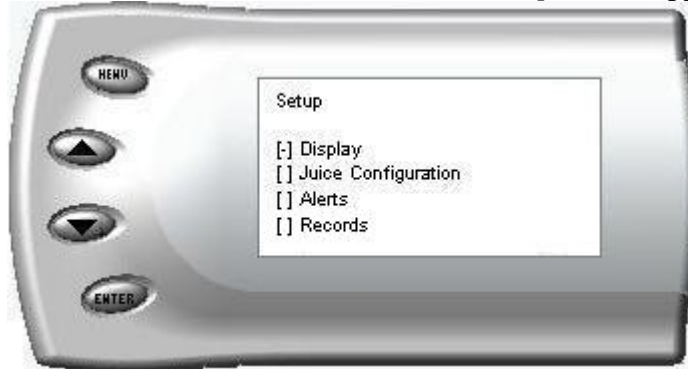 MENU
Setup
[-] Display
[ ] Juice Configuration
[ ] Alerts
[ ] Records
ENTER